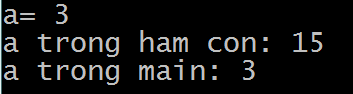 a= 3
a trong ham con: 15
a trong main: 3